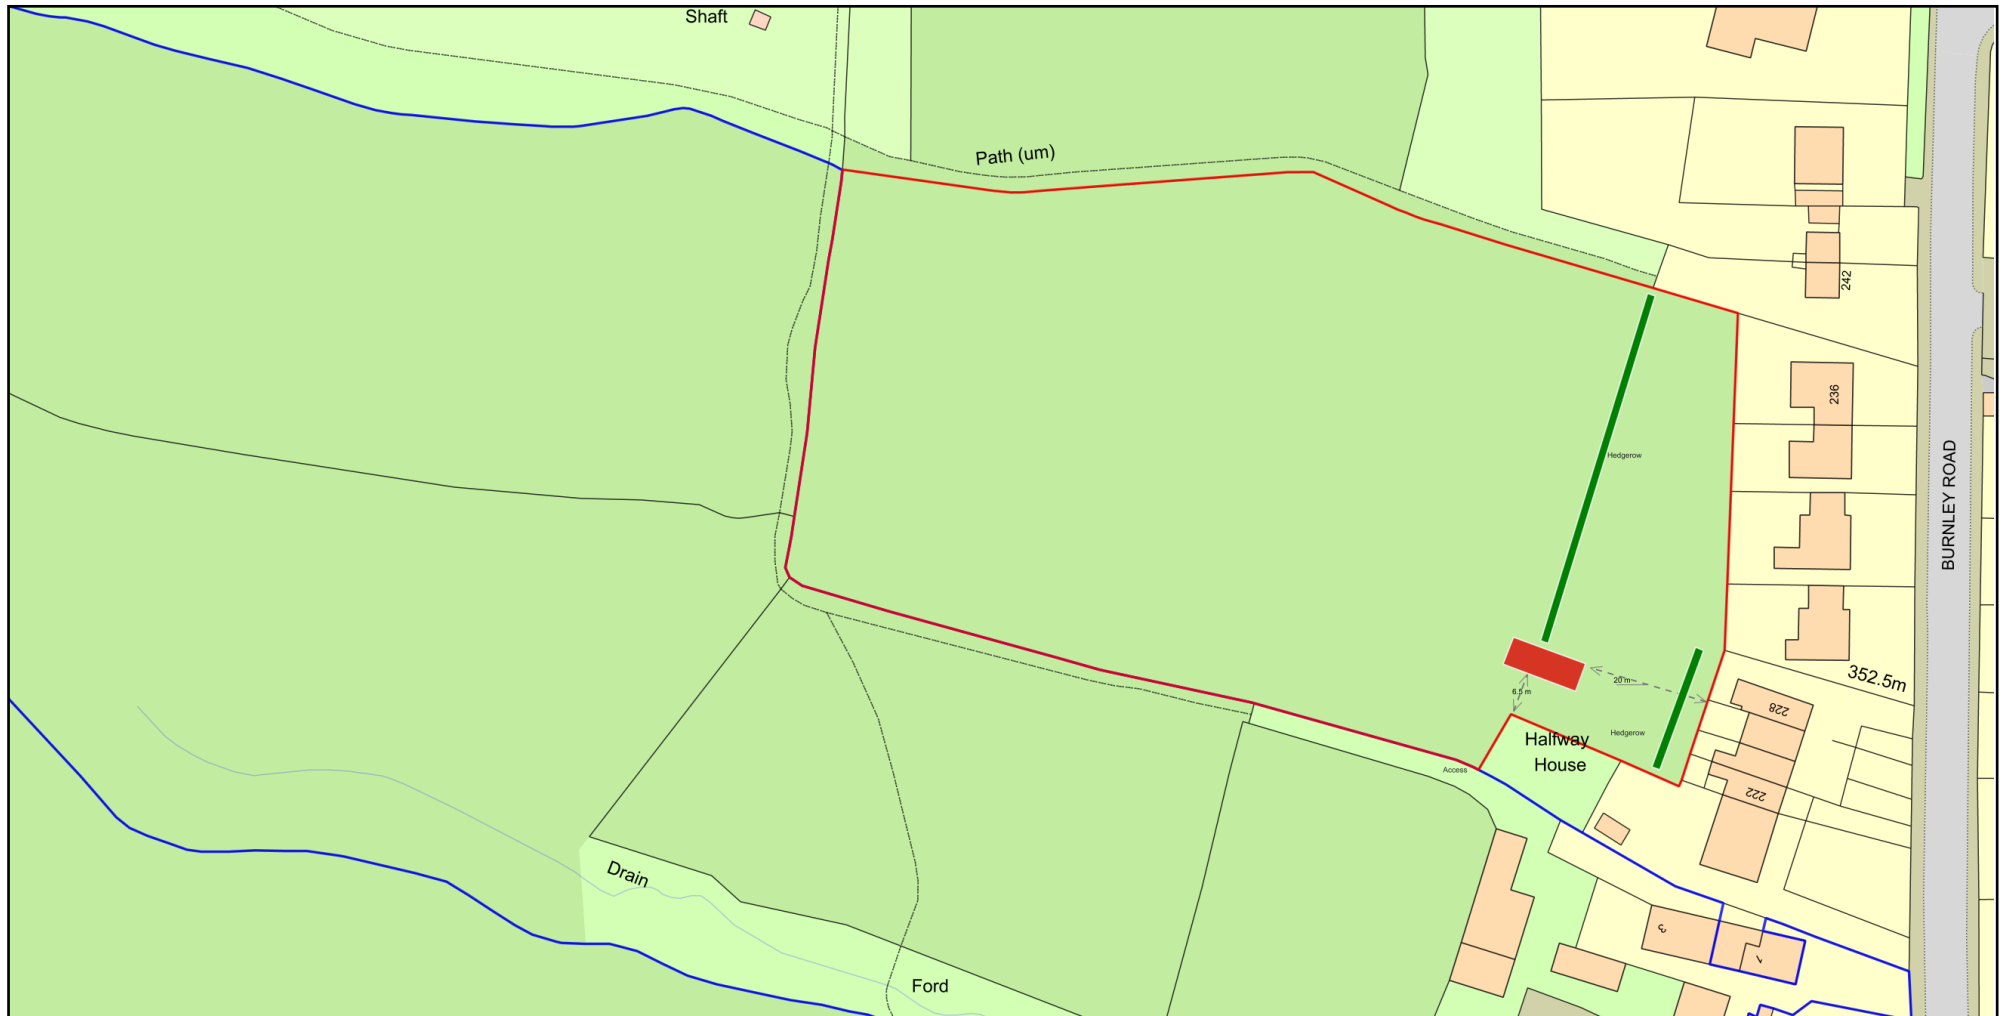 Shaft
Path (um)
242
236
Hedgerow
BURNLEY ROAD
352.5m
20 m
6.5 m
228
Hedgerow
Halfway
House
Access
222
Drain
3
1
Ford